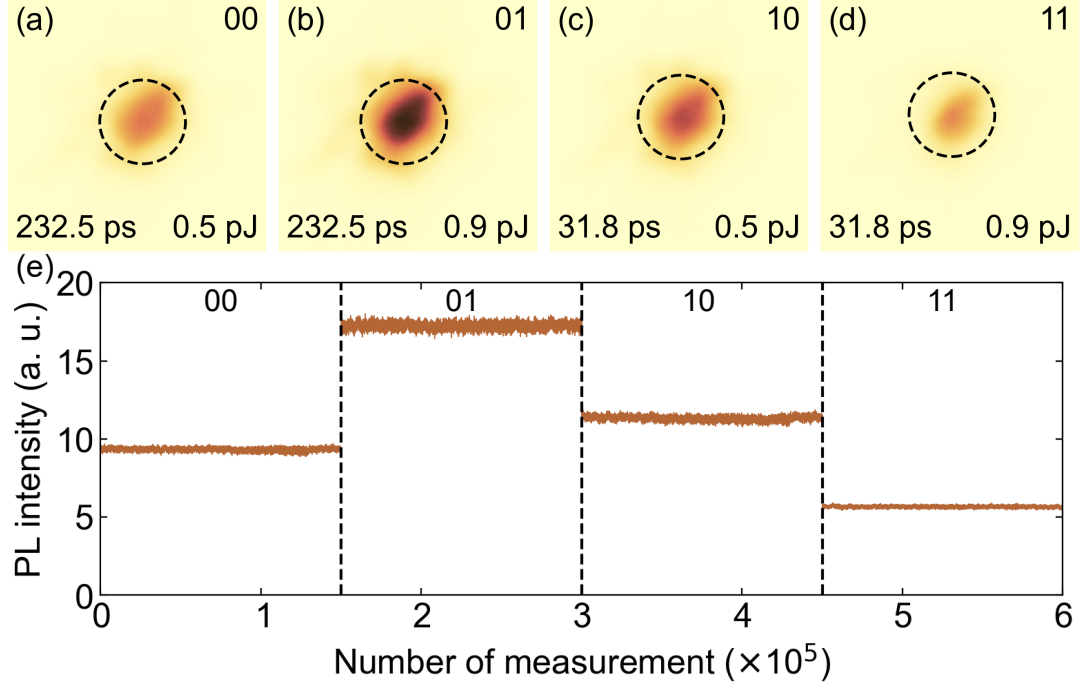 (a) 00
(b) 01
(c) 10
(d) 11
232.5 ps 0.5 pJ
232.5 ps 0.9 pJ
31.8 ps 0.5 pJ
31.8 ps 0.9 pJ
(e)
00
01
10
11
20
15
10
5
0
PL intensity (a. u.)
0 1 2 3 4 5 6
Number of measurement (×10⁵)